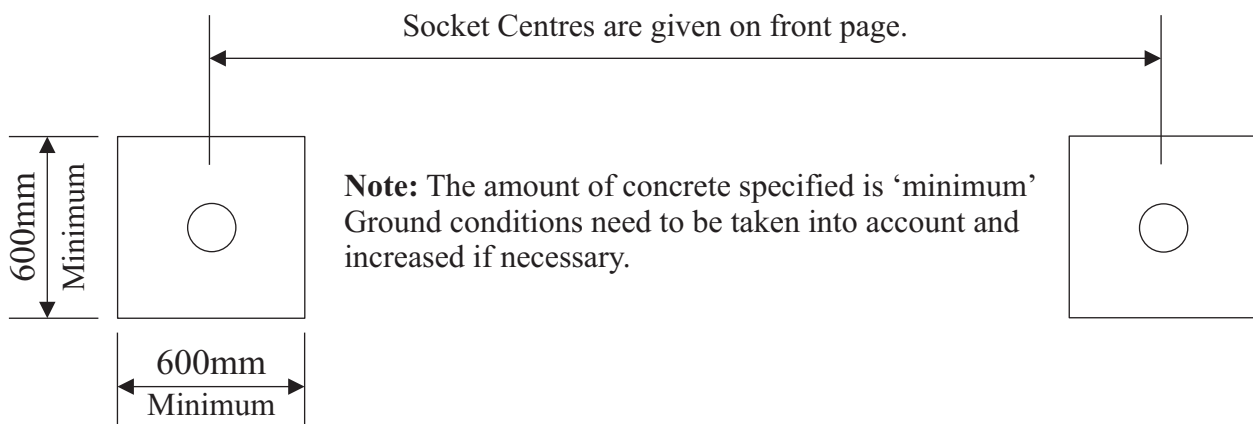 Socket Centres are given on front page.
600mm
Minimum
Note: The amount of concrete specified is ‘minimum’
Ground conditions need to be taken into account and
increased if necessary.
600mm
Minimum